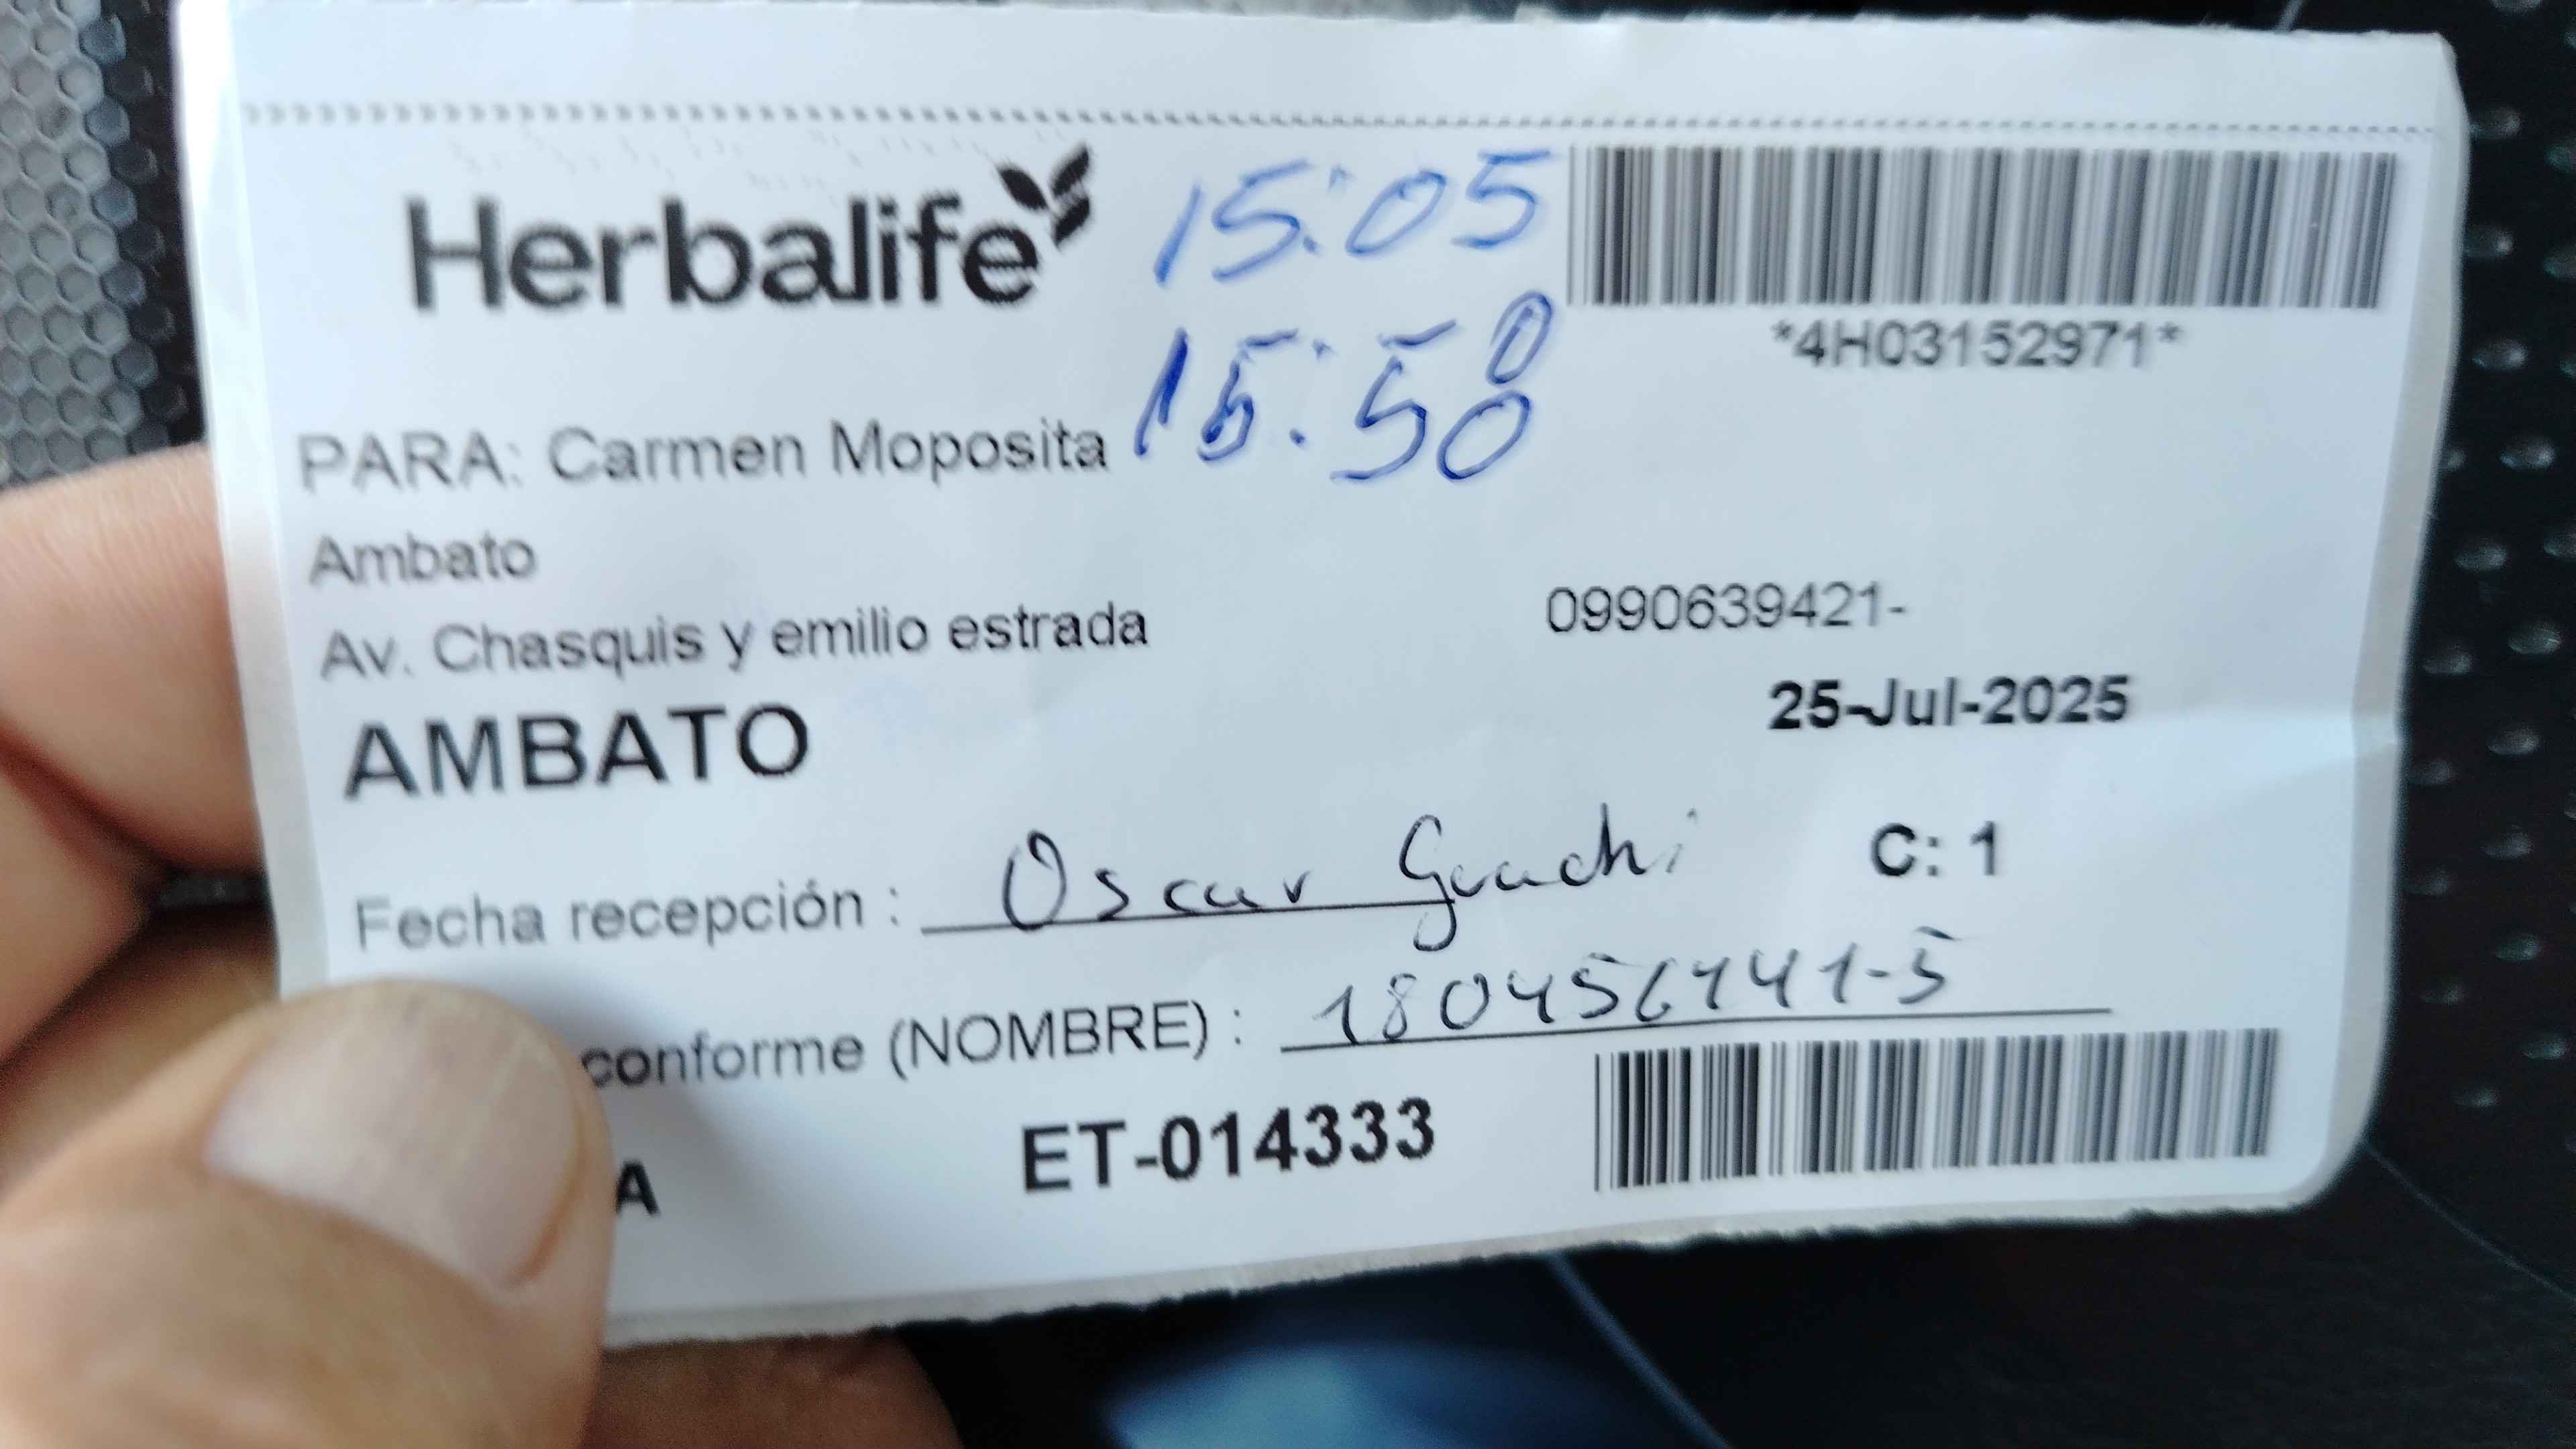 Herbalife
15:05
*4H03152971*
15:50
PARA: Carmen Moposita
Ambato
Av. Chasquis y emilio estrada
0990639421-
AMBATO
25-Jul-2025
Fecha recepción : Oscar Guachi
C: 1
conforme (NOMBRE) : 180456141-5
A
ET-014333